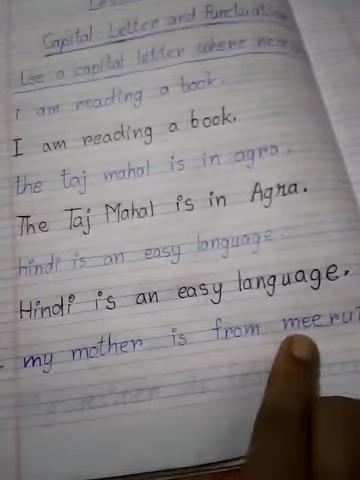 Capital Letter and Punctuation
Use a capital letter where
i am reading a book.
I am reading a book.
the taj mahal is in agra.
The Taj Mahal is in Agra.
hindi is an easy language.
Hindi is an easy language.
my mother is from